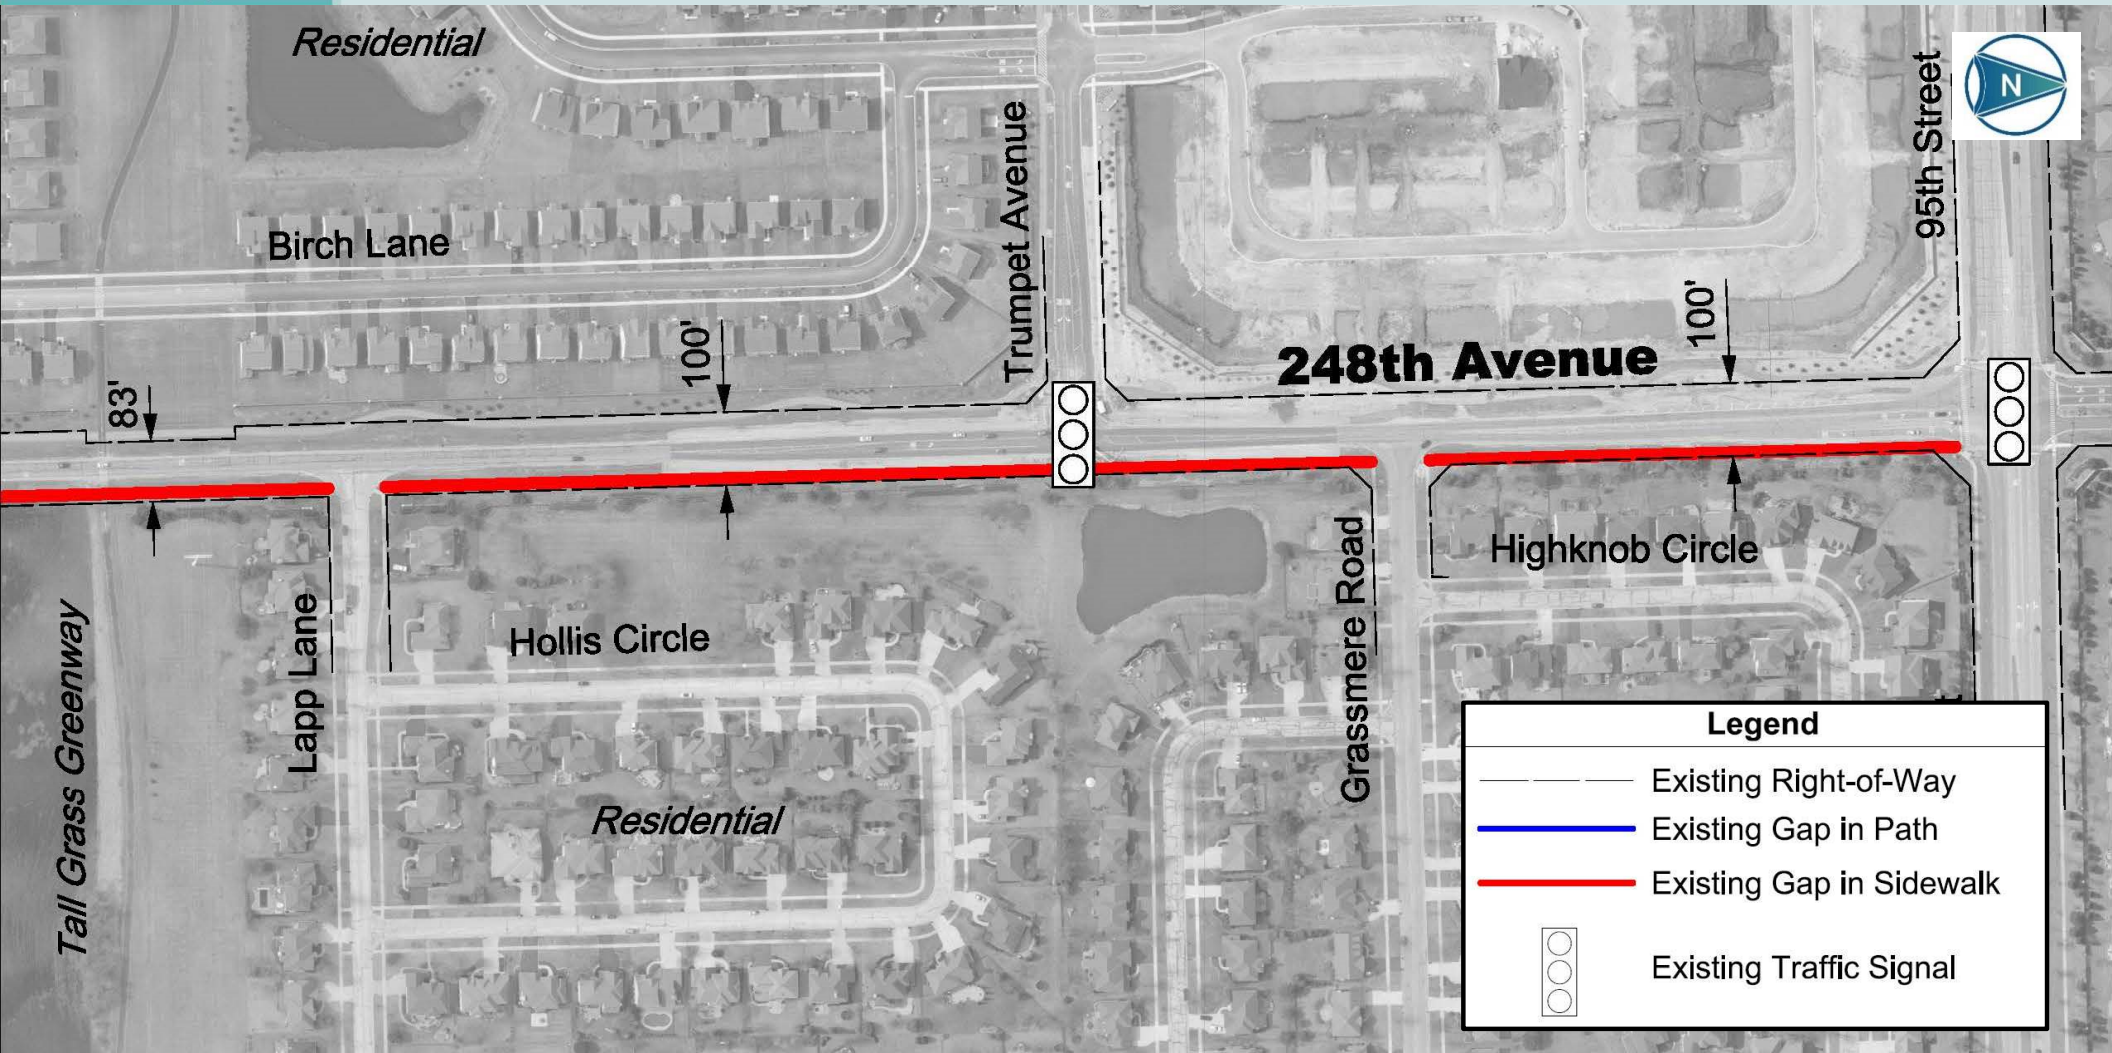 Residential
N
95th Street
Trumpet Avenue
Birch Lane
100'
248th Avenue
100'
83'
Highknob Circle
Grassmere Road
Hollis Circle
Lapp Lane
Tall Grass Greenway
Residential
Legend
Existing Right-of-Way
Existing Gap in Path
Existing Gap in Sidewalk
Existing Traffic Signal